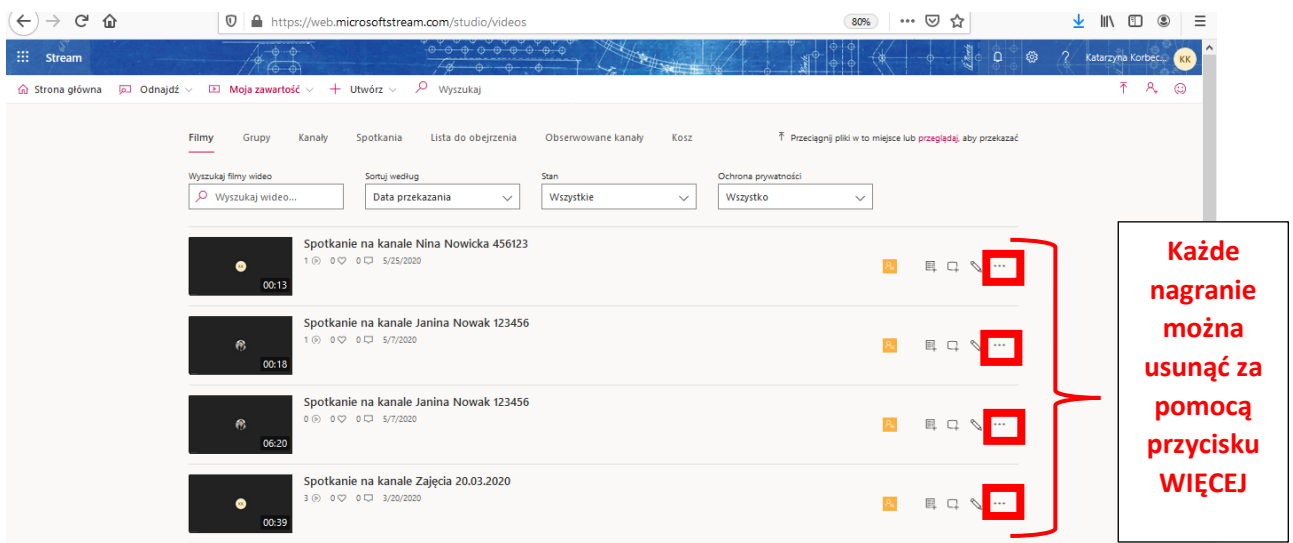 https://web.microsoftstream.com/studio/videos 80%
Stream Katarzyna Korbec... KK
Strona główna Odnajdź Moja zawartość Utwórz Wyszukaj
Filmy Grupy Kanały Spotkania Lista do obejrzenia Obserwowane kanały Kosz Przeciągnij pliki w to miejsce lub przeglądaj, aby przekazać
Wyszukaj filmy wideo Sortuj według Stan Ochrona prywatności
Wyszukaj wideo... Data przekazania Wszystkie Wszystko
Spotkanie na kanale Nina Nowicka 456123
1 0 0 5/25/2020
KK
00:13
Spotkanie na kanale Janina Nowak 123456
1 0 0 5/7/2020
00:18
Spotkanie na kanale Janina Nowak 123456
0 0 0 5/7/2020
06:20
Spotkanie na kanale Zajęcia 20.03.2020
3 0 0 3/20/2020
KK
00:39
Każde
nagranie
można
usunąć za
pomocą
przycisku
WIĘCEJ